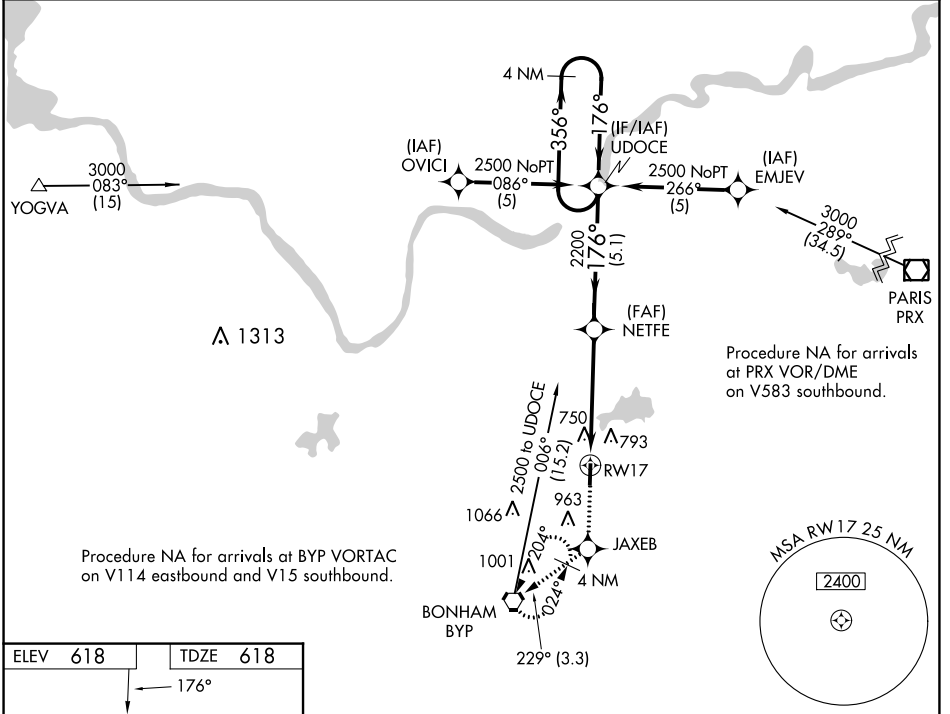 4 NM
356°
176°
(IF/IAF)
UDOCE
(IAF)
OVICI
2500 NoPT
086°
(5)
2500 NoPT
266°
(5)
(IAF)
EMJEV
3000
083°
(15)
YOGVA
3000
289°
(34.5)
PARIS
PRX
2200
176°
(5.1)
(FAF)
NETFE
1313
Procedure NA for arrivals
at PRX VOR/DME
on V583 southbound.
2500 to UDOCE
006°
(15.2)
750
793
RW17
963
1066
JAXEB
204°
1001
4 NM
024°
Procedure NA for arrivals at BYP VORTAC
on V114 eastbound and V15 southbound.
BONHAM
BYP
229° (3.3)
MSA RW17 25 NM
2400
ELEV 618
TDZE 618
176°